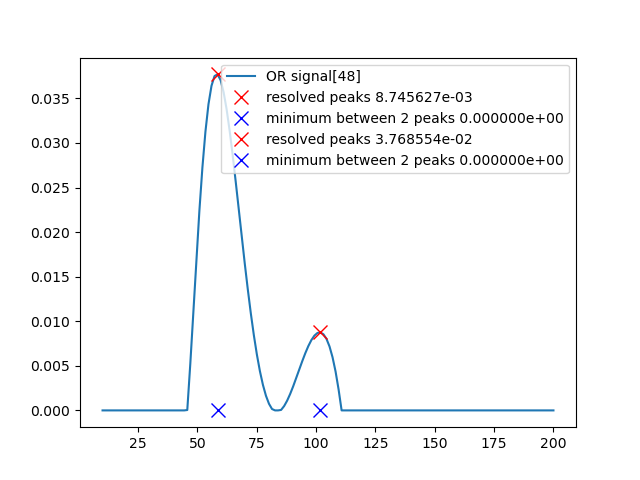 OR signal[48]
resolved peaks 8.745627e-03
minimum between 2 peaks 0.000000e+00
resolved peaks 3.768554e-02
minimum between 2 peaks 0.000000e+00
0.035
0.030
0.025
0.020
0.015
0.010
0.005
0.000
25 50 75 100 125 150 175 200